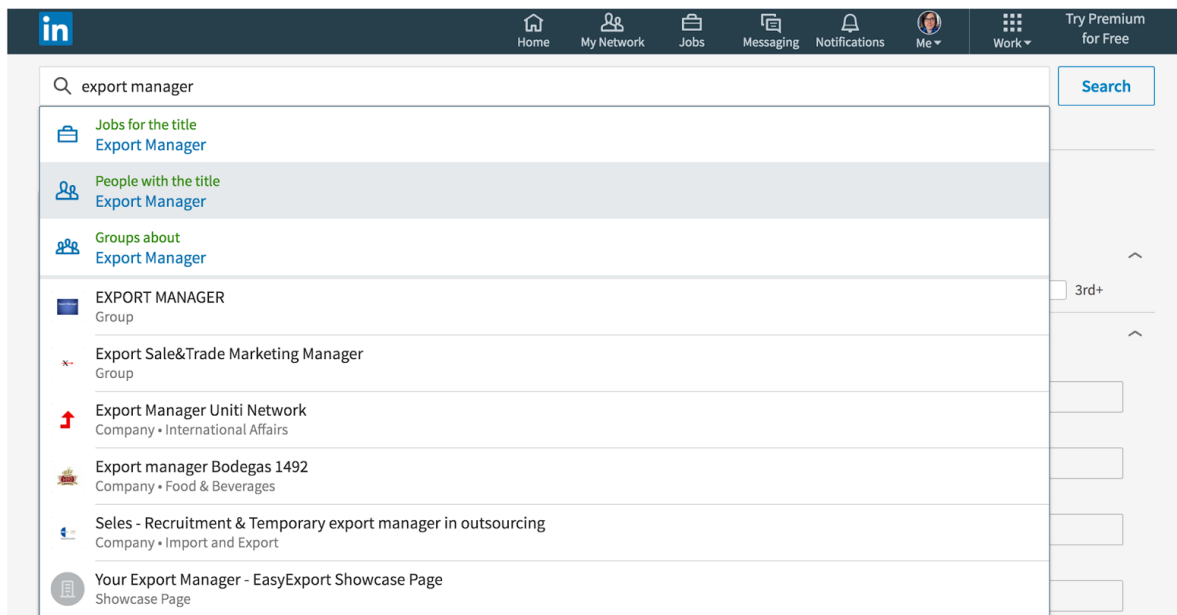 in
Try Premium
for Free
Home
My Network
Jobs
Messaging
Notifications
Me
Work
export manager
Search
Jobs for the title
Export Manager
People with the title
Export Manager
Groups about
Export Manager
EXPORT MANAGER
Group
3rd+
Export Sale&Trade Marketing Manager
Group
Export Manager Uniti Network
Company • International Affairs
Export manager Bodegas 1492
Company • Food & Beverages
Seles - Recruitment & Temporary export manager in outsourcing
Company • Import and Export
Your Export Manager - EasyExport Showcase Page
Showcase Page